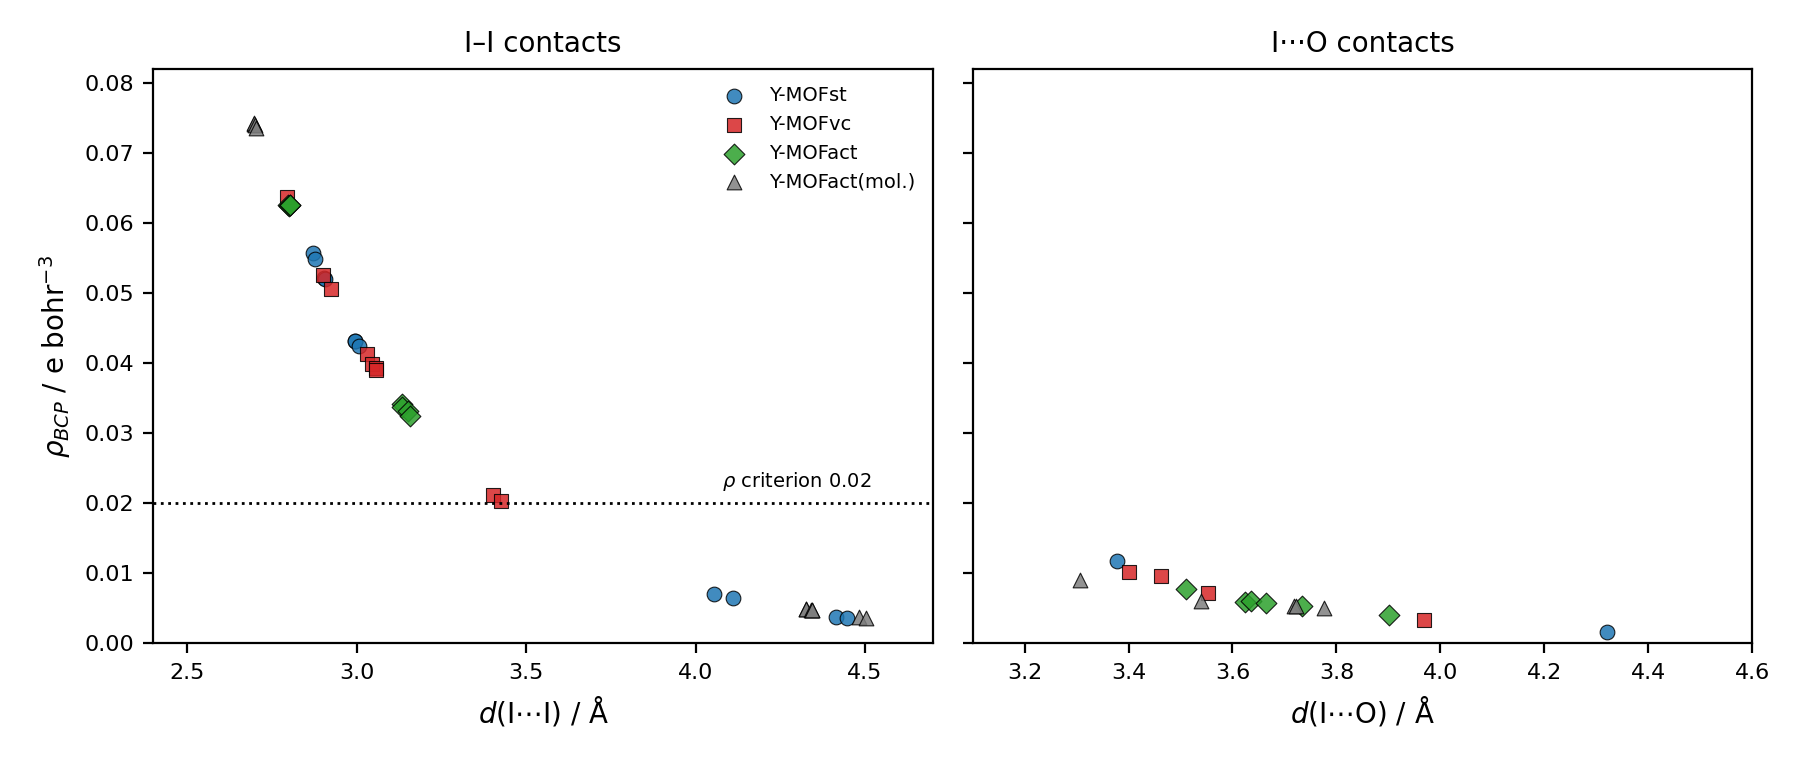 I–I contacts
I···O contacts
0.08
0.07
0.06
0.05
0.04
0.03
0.02
0.01
0.00
ρBCP / e bohr⁻³
Y-MOFst
Y-MOFvc
Y-MOFact
Y-MOFact(mol.)
ρ criterion 0.02
2.5 3.0 3.5 4.0 4.5
d(I···I) / Å
3.2 3.4 3.6 3.8 4.0 4.2 4.4 4.6
d(I···O) / Å